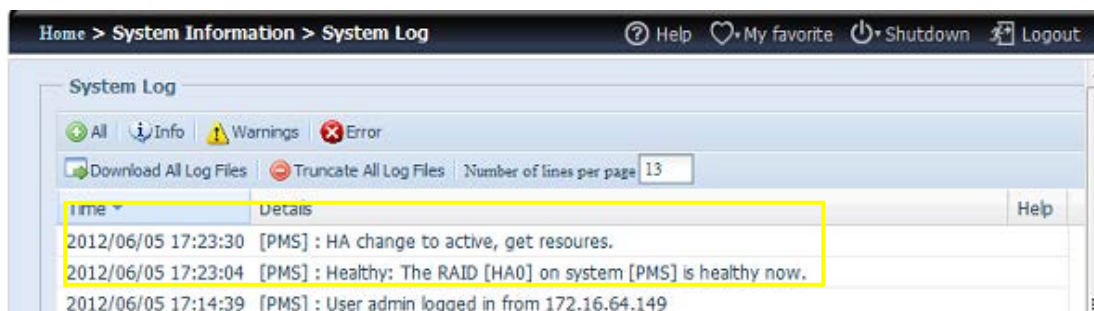 Home > System Information > System Log Help My favorite Shutdown Logout
System Log
All Info Warnings Error
Download All Log Files Truncate All Log Files Number of lines per page 13
Time Details Help
2012/06/05 17:23:30 [PMS] : HA change to active, get resoures.
2012/06/05 17:23:04 [PMS] : Healthy: The RAID [HA0] on system [PMS] is healthy now.
2012/06/05 17:14:39 [PMS] : User admin logged in from 172.16.64.149